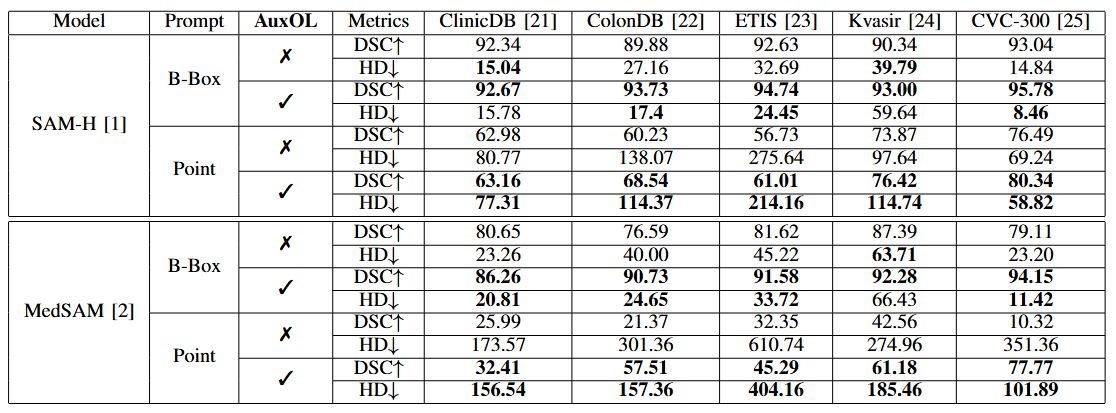 Model Prompt AuxOL Metrics ClinicDB [21] ColonDB [22] ETIS [23] Kvasir [24] CVC-300 [25]
SAM-H [1] B-Box ✗ DSC↑ 92.34 89.88 92.63 90.34 93.04
HD↓ 15.04 27.16 32.69 39.79 14.84
✓ DSC↑ 92.67 93.73 94.74 93.00 95.78
HD↓ 15.78 17.4 24.45 59.64 8.46
Point ✗ DSC↑ 62.98 60.23 56.73 73.87 76.49
HD↓ 80.77 138.07 275.64 97.64 69.24
✓ DSC↑ 63.16 68.54 61.01 76.42 80.34
HD↓ 77.31 114.37 214.16 114.74 58.82
MedSAM [2] B-Box ✗ DSC↑ 80.65 76.59 81.62 87.39 79.11
HD↓ 23.26 40.00 45.22 63.71 23.20
✓ DSC↑ 86.26 90.73 91.58 92.28 94.15
HD↓ 20.81 24.65 33.72 66.43 11.42
Point ✗ DSC↑ 25.99 21.37 32.35 42.56 10.32
HD↓ 173.57 301.36 610.74 274.96 351.36
✓ DSC↑ 32.41 57.51 45.29 61.18 77.77
HD↓ 156.54 157.36 404.16 185.46 101.89